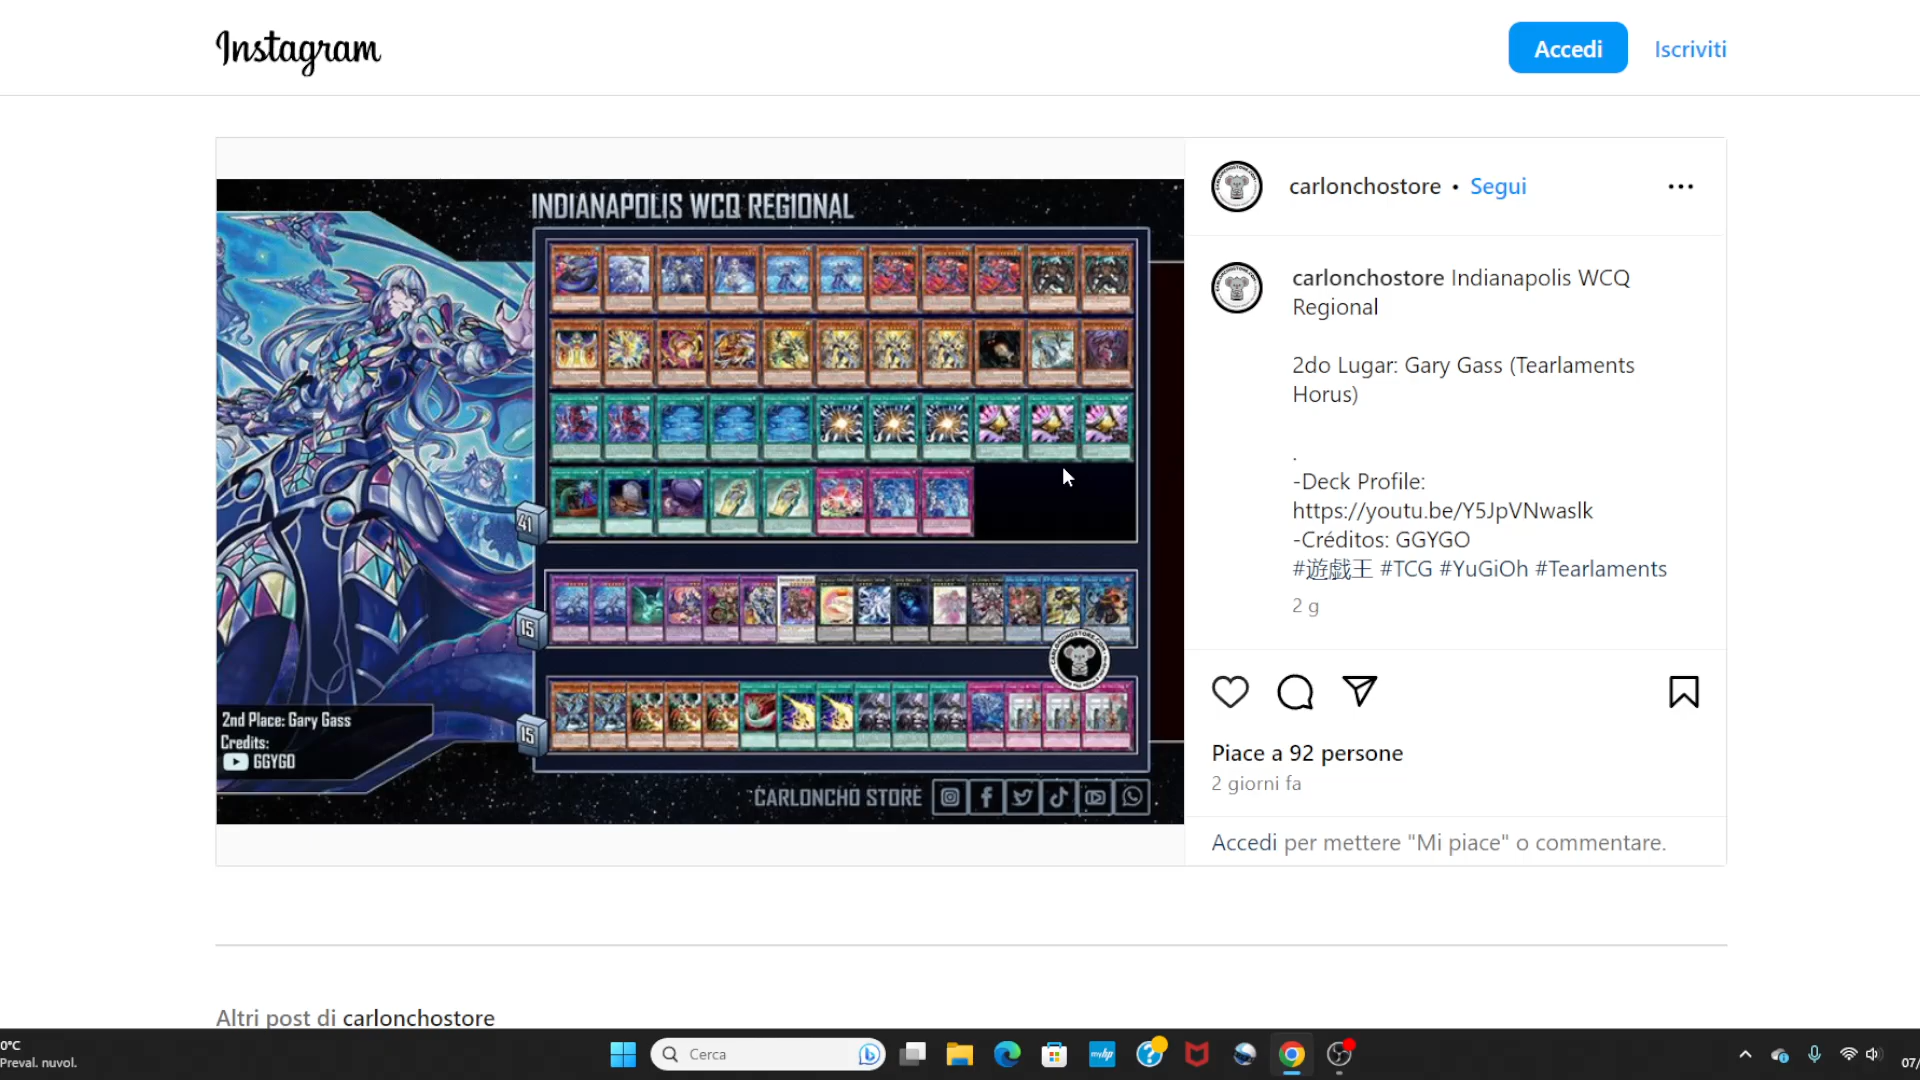 Instagram
Accedi
Iscriviti
INDIANAPOLIS WCQ REGIONAL
41
15
15
2nd Place: Gary Gass
Credits:
GGYGO
CARLONCHO STORE
carlonchostore • Segui
carlonchostore Indianapolis WCQ
Regional
2do Lugar: Gary Gass (Tearlaments
Horus)
.
-Deck Profile:
https://youtu.be/Y5JpVNwaslk
-Créditos: GGYGO
#遊戯王 #TCG #YuGiOh #Tearlaments
2 g
Piace a 92 persone
2 giorni fa
Accedi per mettere "Mi piace" o commentare.
Altri post di carlonchostore
0°C
Preval. nuvol.
Cerca
07/